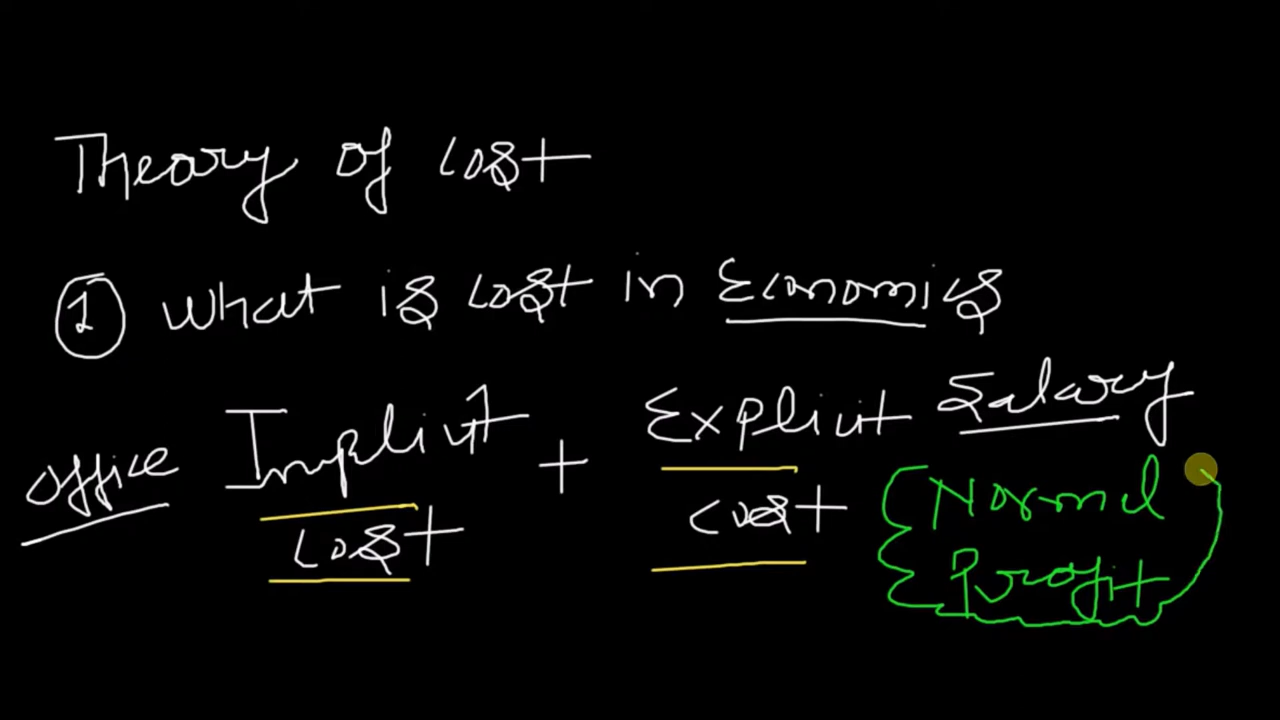 Theory of Cost
1 What is Cost in Economics
Office Implicit + Explicit Salary
Cost Cost Normal
Profit